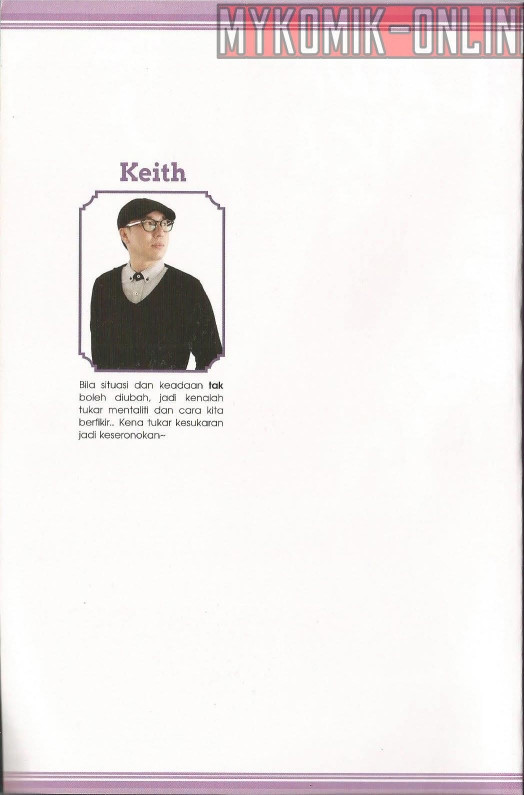 MYKOMIK-ONLIN
Keith
Bila situasi dan keadaan tak
boleh diubah, jadi kenalah
tukar mentaliti dan cara kita
berfikir.. Kena tukar kesukaran
jadi keseronokan~